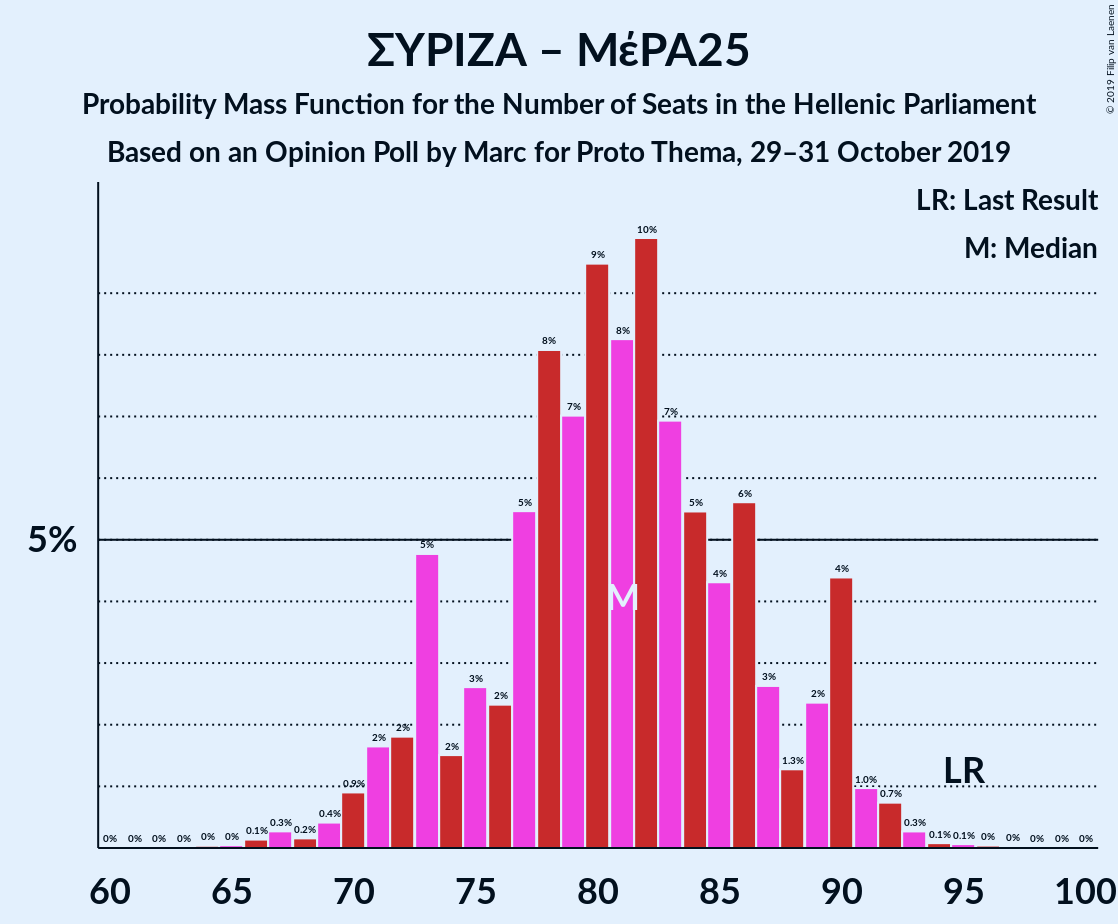 ΣΥΡΙΖΑ – ΜέΡΑ25
Probability Mass Function for the Number of Seats in the Hellenic Parliament
Based on an Opinion Poll by Marc for Proto Thema, 29–31 October 2019
© 2019 Filip van Laenen
LR: Last Result
M: Median
10%
9%
8%
8%
7%
7%
6%
5%
5%
5%
5%
4%
4%
M
3%
3%
2%
2%
2%
2%
2%
LR
1.3%
1.0%
0.9%
0.7%
0.4%
0.3%
0.3%
0.2%
0.1%
0.1%
0.1%
0% 0% 0% 0% 0% 0%
0% 0% 0% 0% 0%
60 65 70 75 80 85 90 95 100